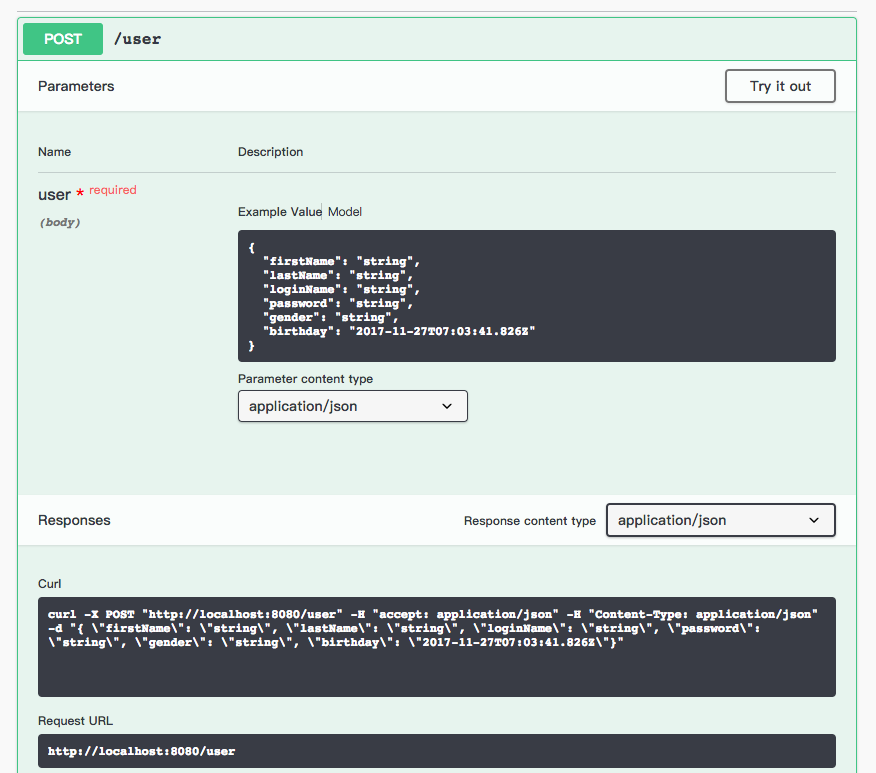 POST /user
Parameters Try it out
Name Description
user * required
(body)
Example Value Model
{
"firstName": "string",
"lastName": "string",
"loginName": "string",
"password": "string",
"gender": "string",
"birthday": "2017-11-27T07:03:41.826Z"
}
Parameter content type
application/json
Responses Response content type application/json
Curl
curl -X POST "http://localhost:8080/user" -H "accept: application/json" -H "Content-Type: application/json"
-d "{ \"firstName\": \"string\", \"lastName\": \"string\", \"loginName\": \"string\", \"password\":
\"string\", \"gender\": \"string\", \"birthday\": \"2017-11-27T07:03:41.826Z\"}"
Request URL
http://localhost:8080/user